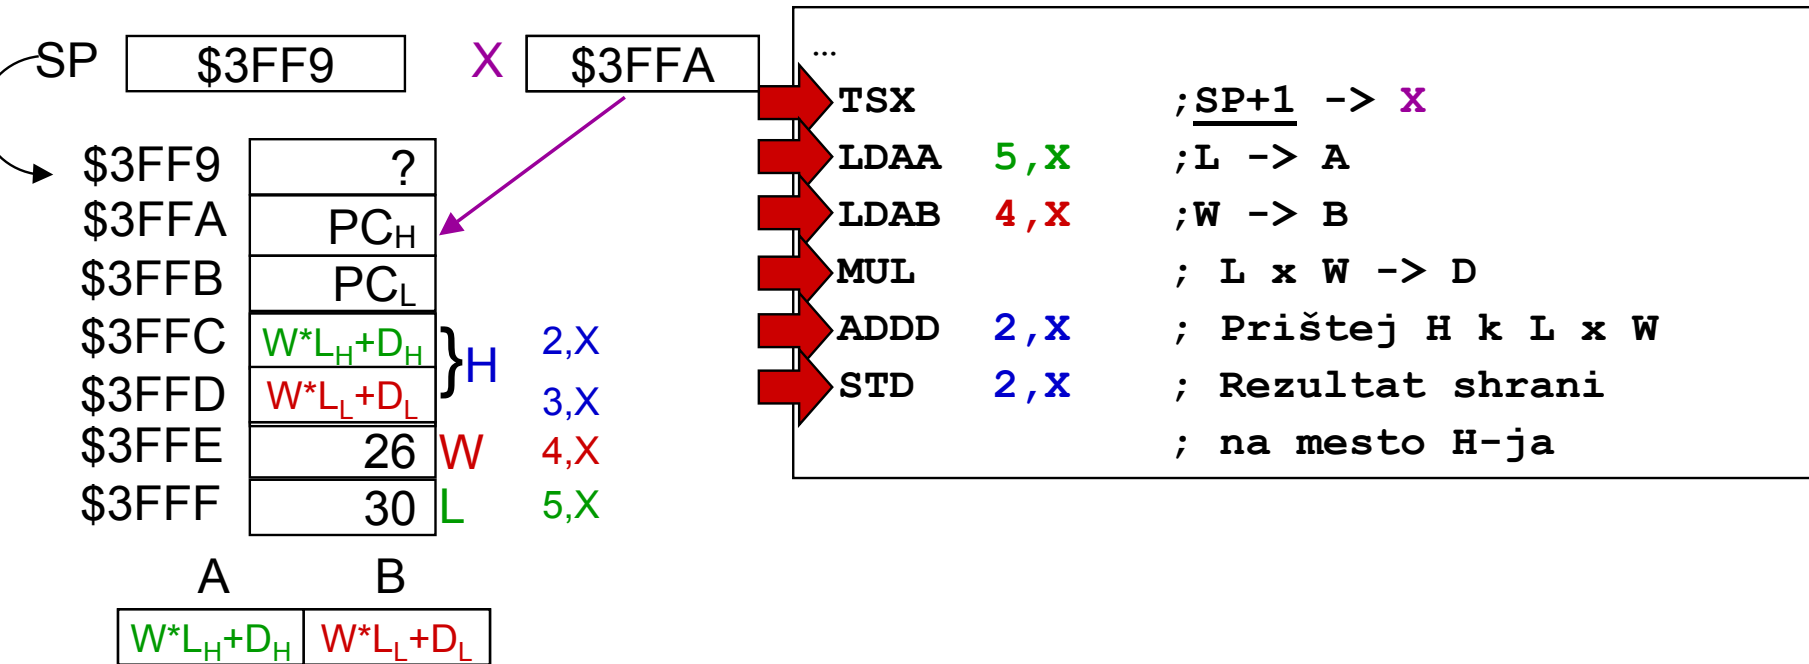 SP $3FF9 X $3FFA
$3FF9 ?
$3FFA PCH
$3FFB PCL
$3FFC W*LH+DH 2,X
} H
$3FFD W*LL+DL 3,X
$3FFE 26 W 4,X
$3FFF 30 L 5,X
A B
W*LH+DH W*LL+DL
...
TSX ;SP+1 -> X
LDAA 5,X ;L -> A
LDAB 4,X ;W -> B
MUL ; L x W -> D
ADDD 2,X ; Prištej H k L x W
STD 2,X ; Rezultat shrani
; na mesto H-ja